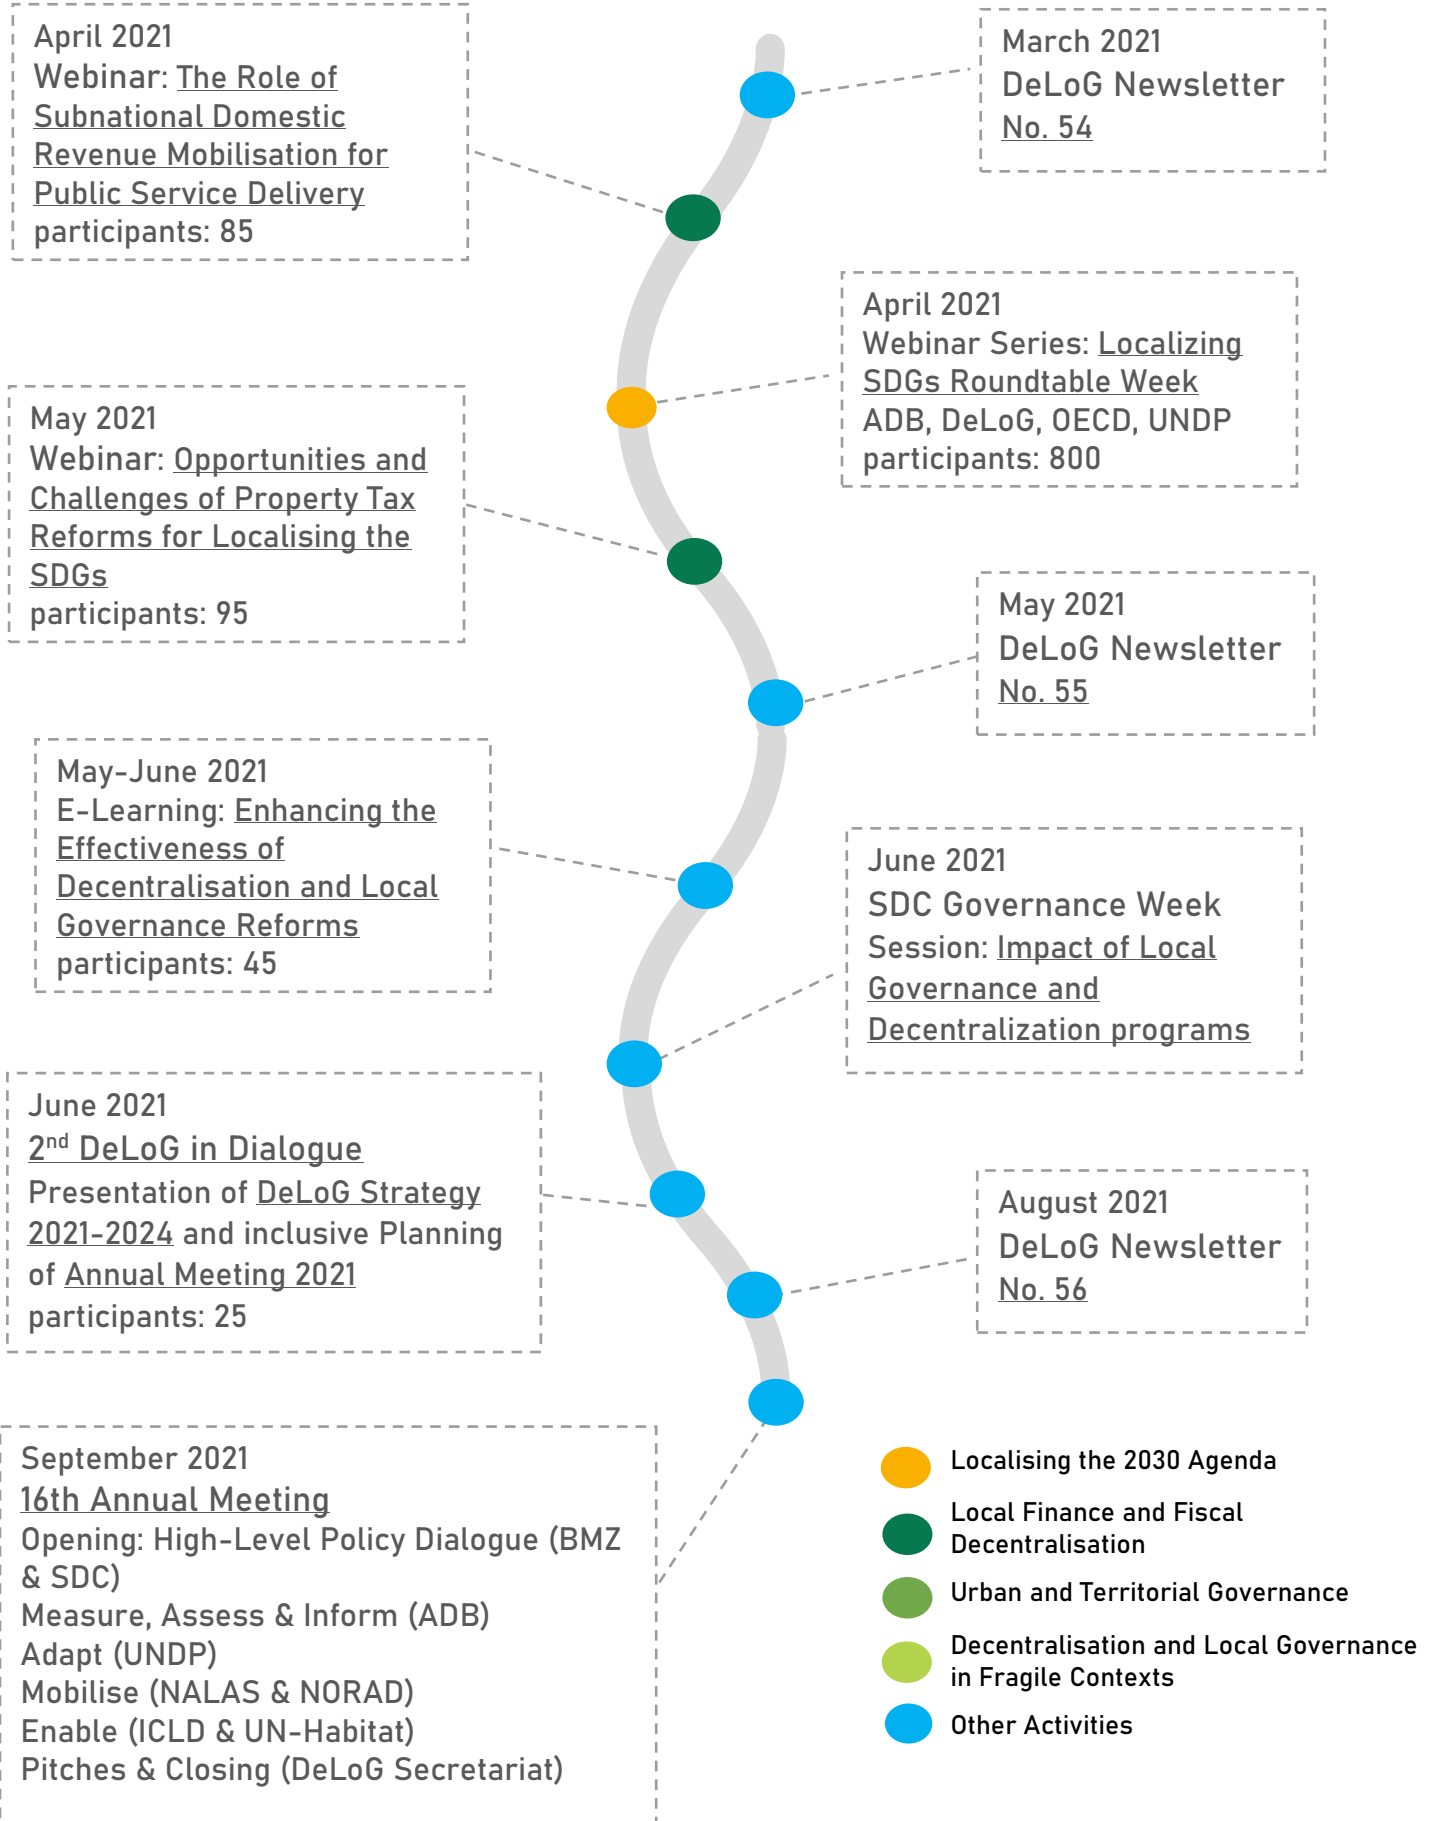 April 2021
Webinar: The Role of
Subnational Domestic
Revenue Mobilisation for
Public Service Delivery
participants: 85
March 2021
DeLoG Newsletter
No. 54
April 2021
Webinar Series: Localizing
SDGs Roundtable Week
ADB, DeLoG, OECD, UNDP
participants: 800
May 2021
Webinar: Opportunities and
Challenges of Property Tax
Reforms for Localising the
SDGs
participants: 95
May 2021
DeLoG Newsletter
No. 55
May-June 2021
E-Learning: Enhancing the
Effectiveness of
Decentralisation and Local
Governance Reforms
participants: 45
June 2021
SDC Governance Week
Session: Impact of Local
Governance and
Decentralization programs
June 2021
2nd DeLoG in Dialogue
Presentation of DeLoG Strategy
2021-2024 and inclusive Planning
of Annual Meeting 2021
participants: 25
August 2021
DeLoG Newsletter
No. 56
September 2021
16th Annual Meeting
Opening: High-Level Policy Dialogue (BMZ
& SDC)
Measure, Assess & Inform (ADB)
Adapt (UNDP)
Mobilise (NALAS & NORAD)
Enable (ICLD & UN-Habitat)
Pitches & Closing (DeLoG Secretariat)
Localising the 2030 Agenda
Local Finance and Fiscal
Decentralisation
Urban and Territorial Governance
Decentralisation and Local Governance
in Fragile Contexts
Other Activities